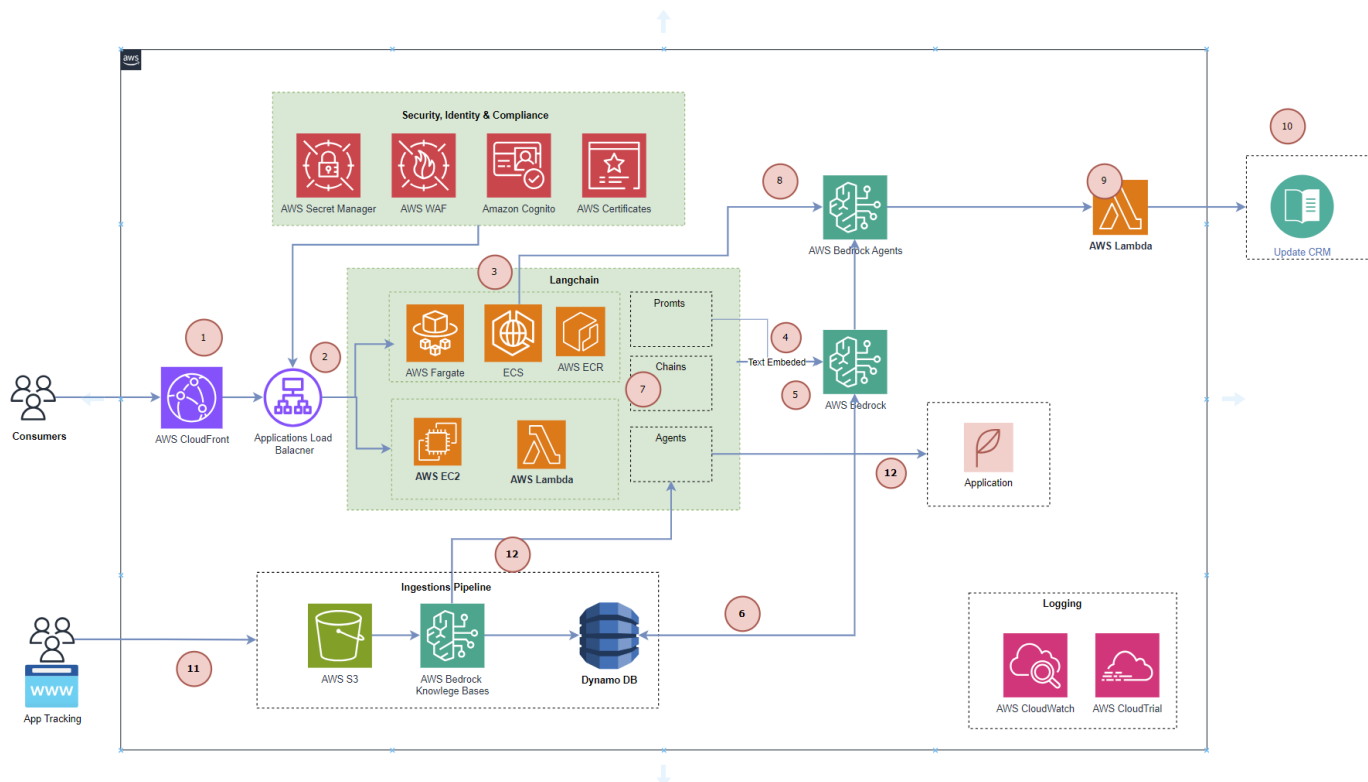 aws
Security, Identity & Compliance
AWS Secret Manager
AWS WAF
Amazon Cognito
AWS Certificates
10
8
9
AWS Bedrock Agents
AWS Lambda
Update CRM
3
Langchain
Promts
AWS Fargate
ECS
AWS ECR
1
2
4
Text Embeded
Chains
7
5
AWS Bedrock
Consumers
AWS CloudFront
Applications Load
Balacner
Agents
AWS EC2
AWS Lambda
12
Application
12
Ingestions Pipeline
Logging
6
11
AWS S3
AWS Bedrock
Knowlege Bases
Dynamo DB
WWW
App Tracking
AWS CloudWatch
AWS CloudTrial